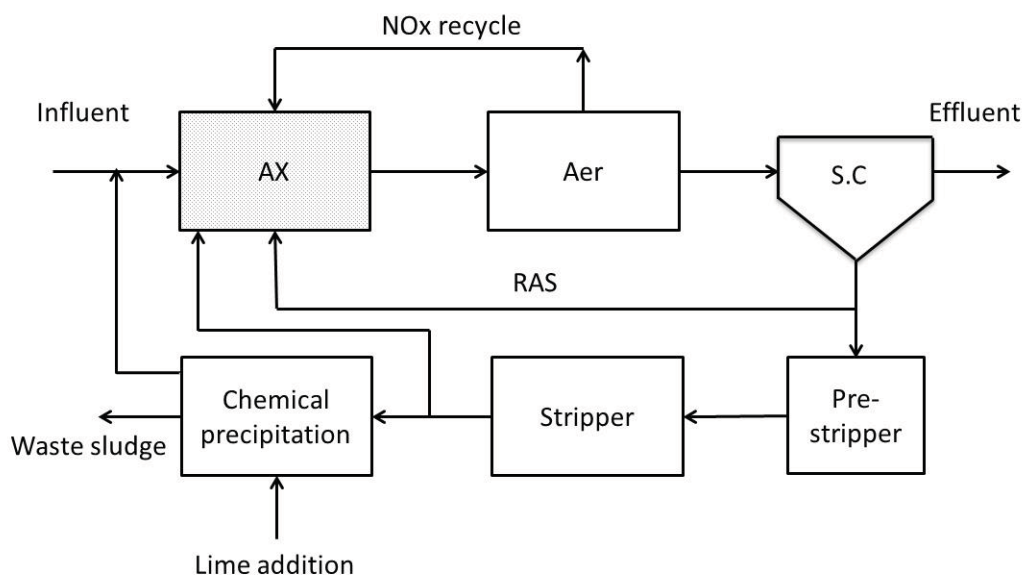 NOx recycle
Influent
Effluent
AX
Aer
S.C
RAS
Chemical
precipitation
Stripper
Pre-
stripper
Waste sludge
Lime addition